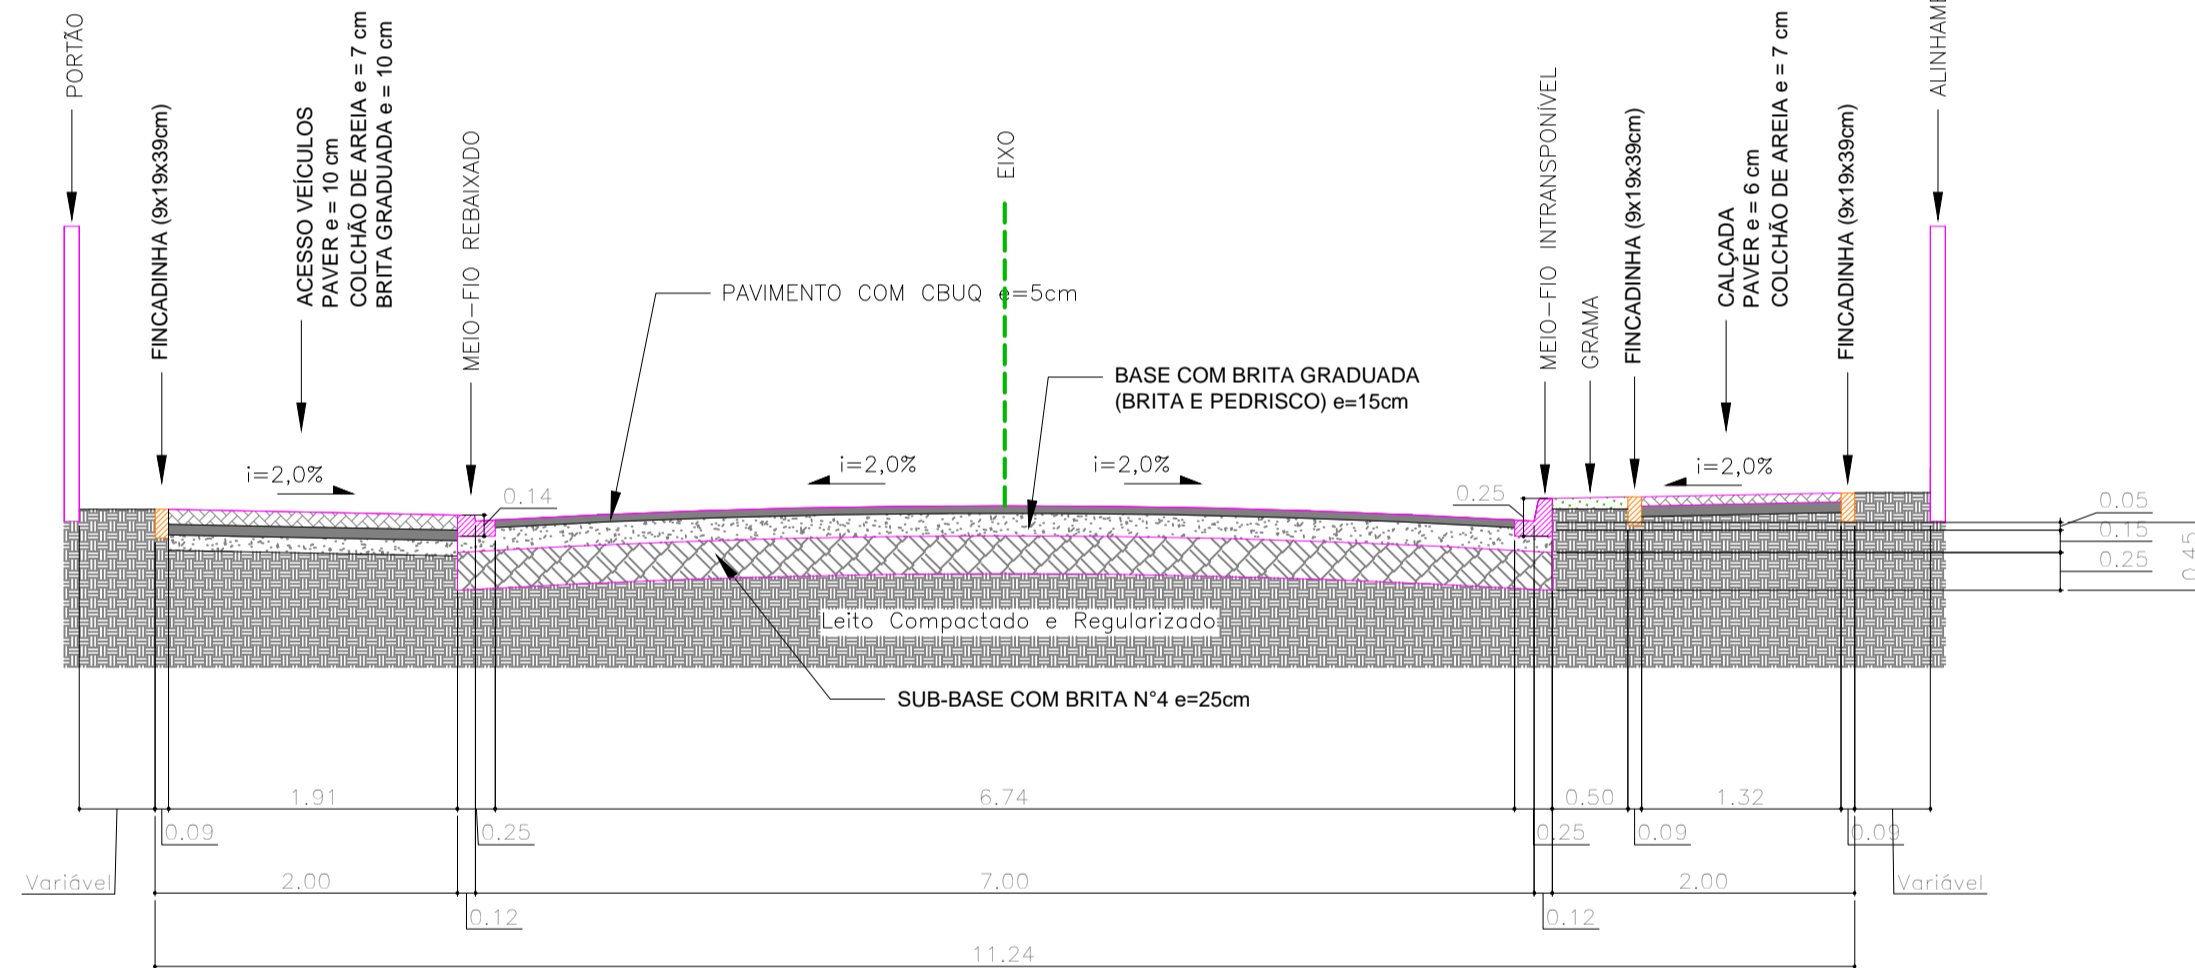 PORTÃO
FINCADINHA (9x19x39cm)
ACESSO VEÍCULOS
PAVER e = 10 cm
COLCHÃO DE AREIA e = 7 cm
BRITA GRADUADA e = 10 cm
MEIO-FIO REBAIXADO
EIXO
MEIO-FIO INTRANSPONÍVEL
GRAMA
FINCADINHA (9x19x39cm)
CALÇADA
PAVER e = 6 cm
COLCHÃO DE AREIA e = 7 cm
FINCADINHA (9x19x39cm)
PAVIMENTO COM CBUQ e=5cm
BASE COM BRITA GRADUADA
(BRITA E PEDRISCO) e=15cm
i=2,0%
i=2,0%
i=2,0%
i=2,0%
0.14
0.25
0.05
0.15
0.25
0.45
Leito Compactado e Regularizado
SUB-BASE COM BRITA N°4 e=25cm
1.91
6.74
0.50
1.32
0.09
0.25
0.25
0.09
0.09
Variável
2.00
7.00
2.00
Variável
0.12
0.12
11.24